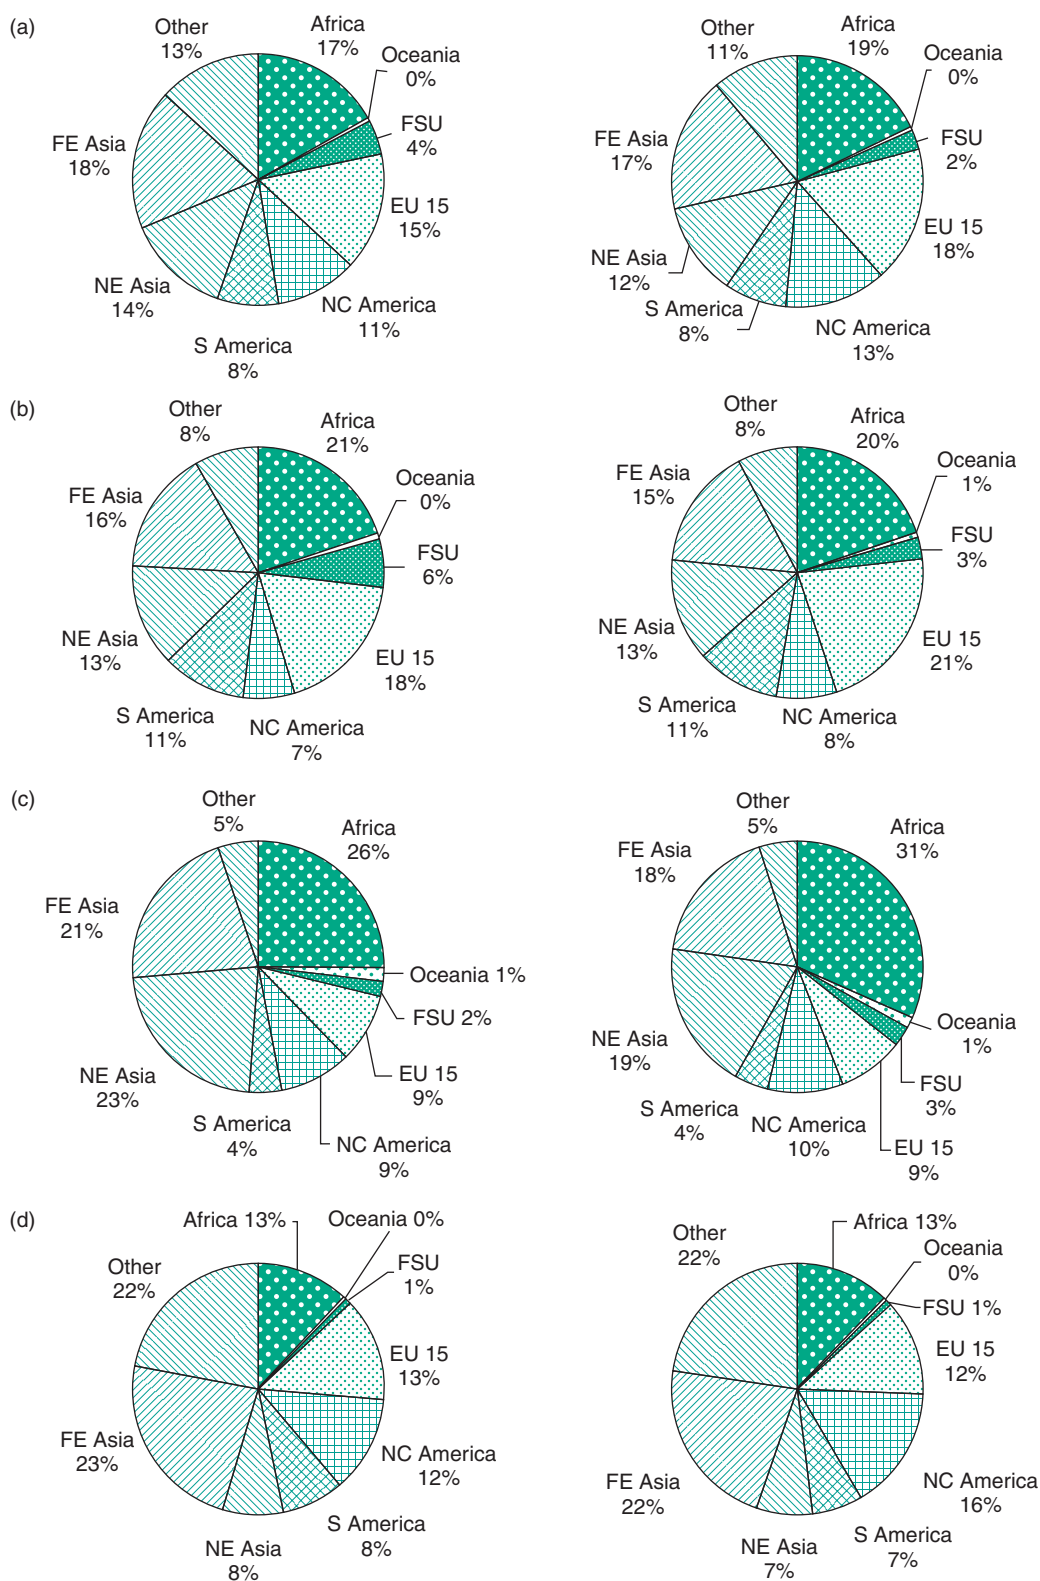 (a)
Other
13%
Africa
17%
Oceania
0%
FSU
4%
EU 15
15%
NC America
11%
S America
8%
NE Asia
14%
FE Asia
18%
Other
11%
Africa
19%
Oceania
0%
FSU
2%
EU 15
18%
NC America
13%
S America
8%
NE Asia
12%
FE Asia
17%
(b)
Other
8%
Africa
21%
Oceania
0%
FSU
6%
EU 15
18%
NC America
7%
S America
11%
NE Asia
13%
FE Asia
16%
Other
8%
Africa
20%
Oceania
1%
FSU
3%
EU 15
21%
NC America
8%
S America
11%
NE Asia
13%
FE Asia
15%
(c)
Other
5%
Africa
26%
Oceania 1%
FSU 2%
EU 15
9%
NC America
9%
S America
4%
NE Asia
23%
FE Asia
21%
Other
5%
Africa
31%
Oceania
1%
FSU
3%
EU 15
9%
NC America
10%
S America
4%
NE Asia
19%
FE Asia
18%
(d)
Africa 13%
Oceania 0%
FSU
1%
EU 15
13%
NC America
12%
S America
8%
NE Asia
8%
FE Asia
23%
Other
22%
Africa 13%
Oceania
0%
FSU 1%
EU 15
12%
NC America
16%
S America
7%
NE Asia
7%
FE Asia
22%
Other
22%